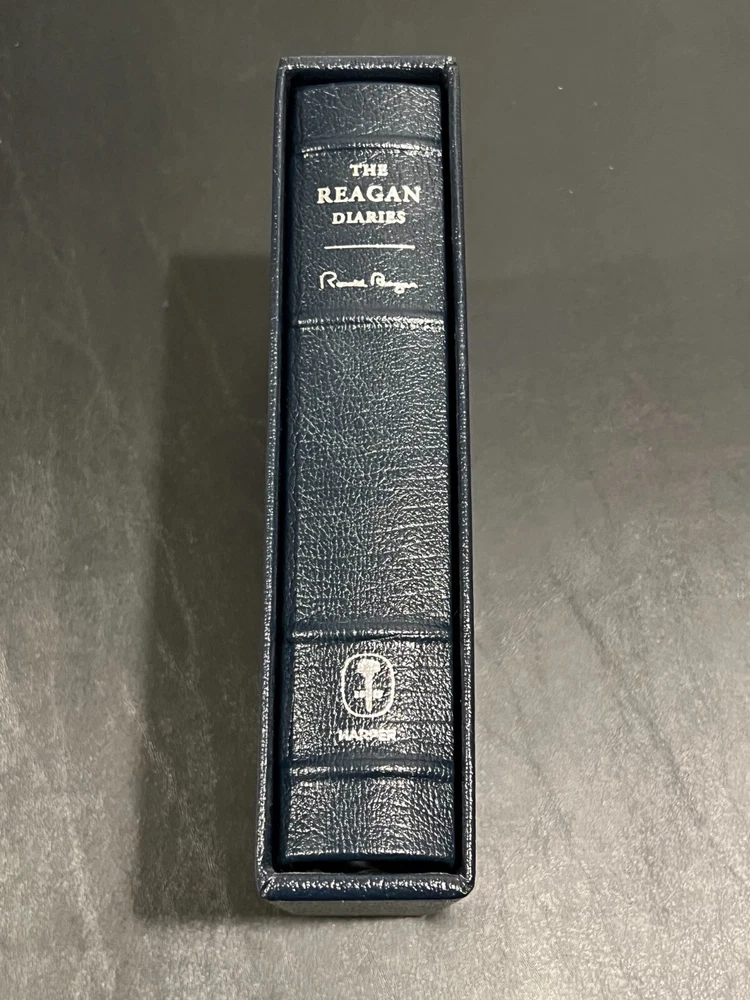 THE
REAGAN
DIARIES
Ronald Reagan
HARPER